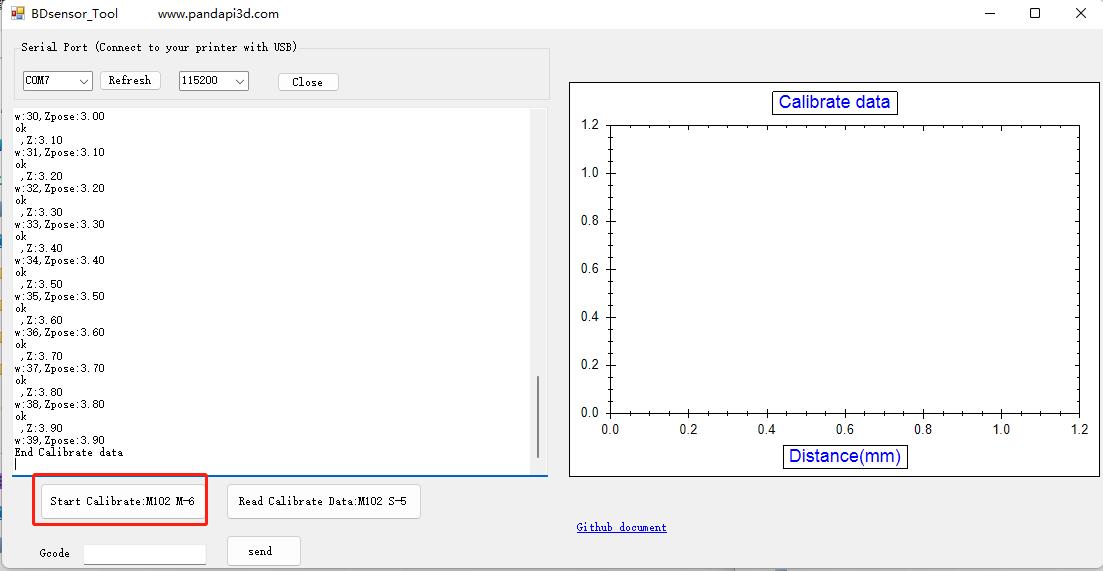 BDsensor_Tool www.pandapi3d.com
Serial Port (Connect to your printer with USB)
COM7 Refresh 115200 Close
w:30,Zpose:3.00
ok
,Z:3.10
w:31,Zpose:3.10
ok
,Z:3.20
w:32,Zpose:3.20
ok
,Z:3.30
w:33,Zpose:3.30
ok
,Z:3.40
w:34,Zpose:3.40
ok
,Z:3.50
w:35,Zpose:3.50
ok
,Z:3.60
w:36,Zpose:3.60
ok
,Z:3.70
w:37,Zpose:3.70
ok
,Z:3.80
w:38,Zpose:3.80
ok
,Z:3.90
w:39,Zpose:3.90
End Calibrate data
Start Calibrate:M102 M-6 Read Calibrate Data:M102 S-5
Gcode send
Calibrate data
1.2
1.0
0.8
0.6
0.4
0.2
0.0
0.0 0.2 0.4 0.6 0.8 1.0 1.2
Distance(mm)
Github document